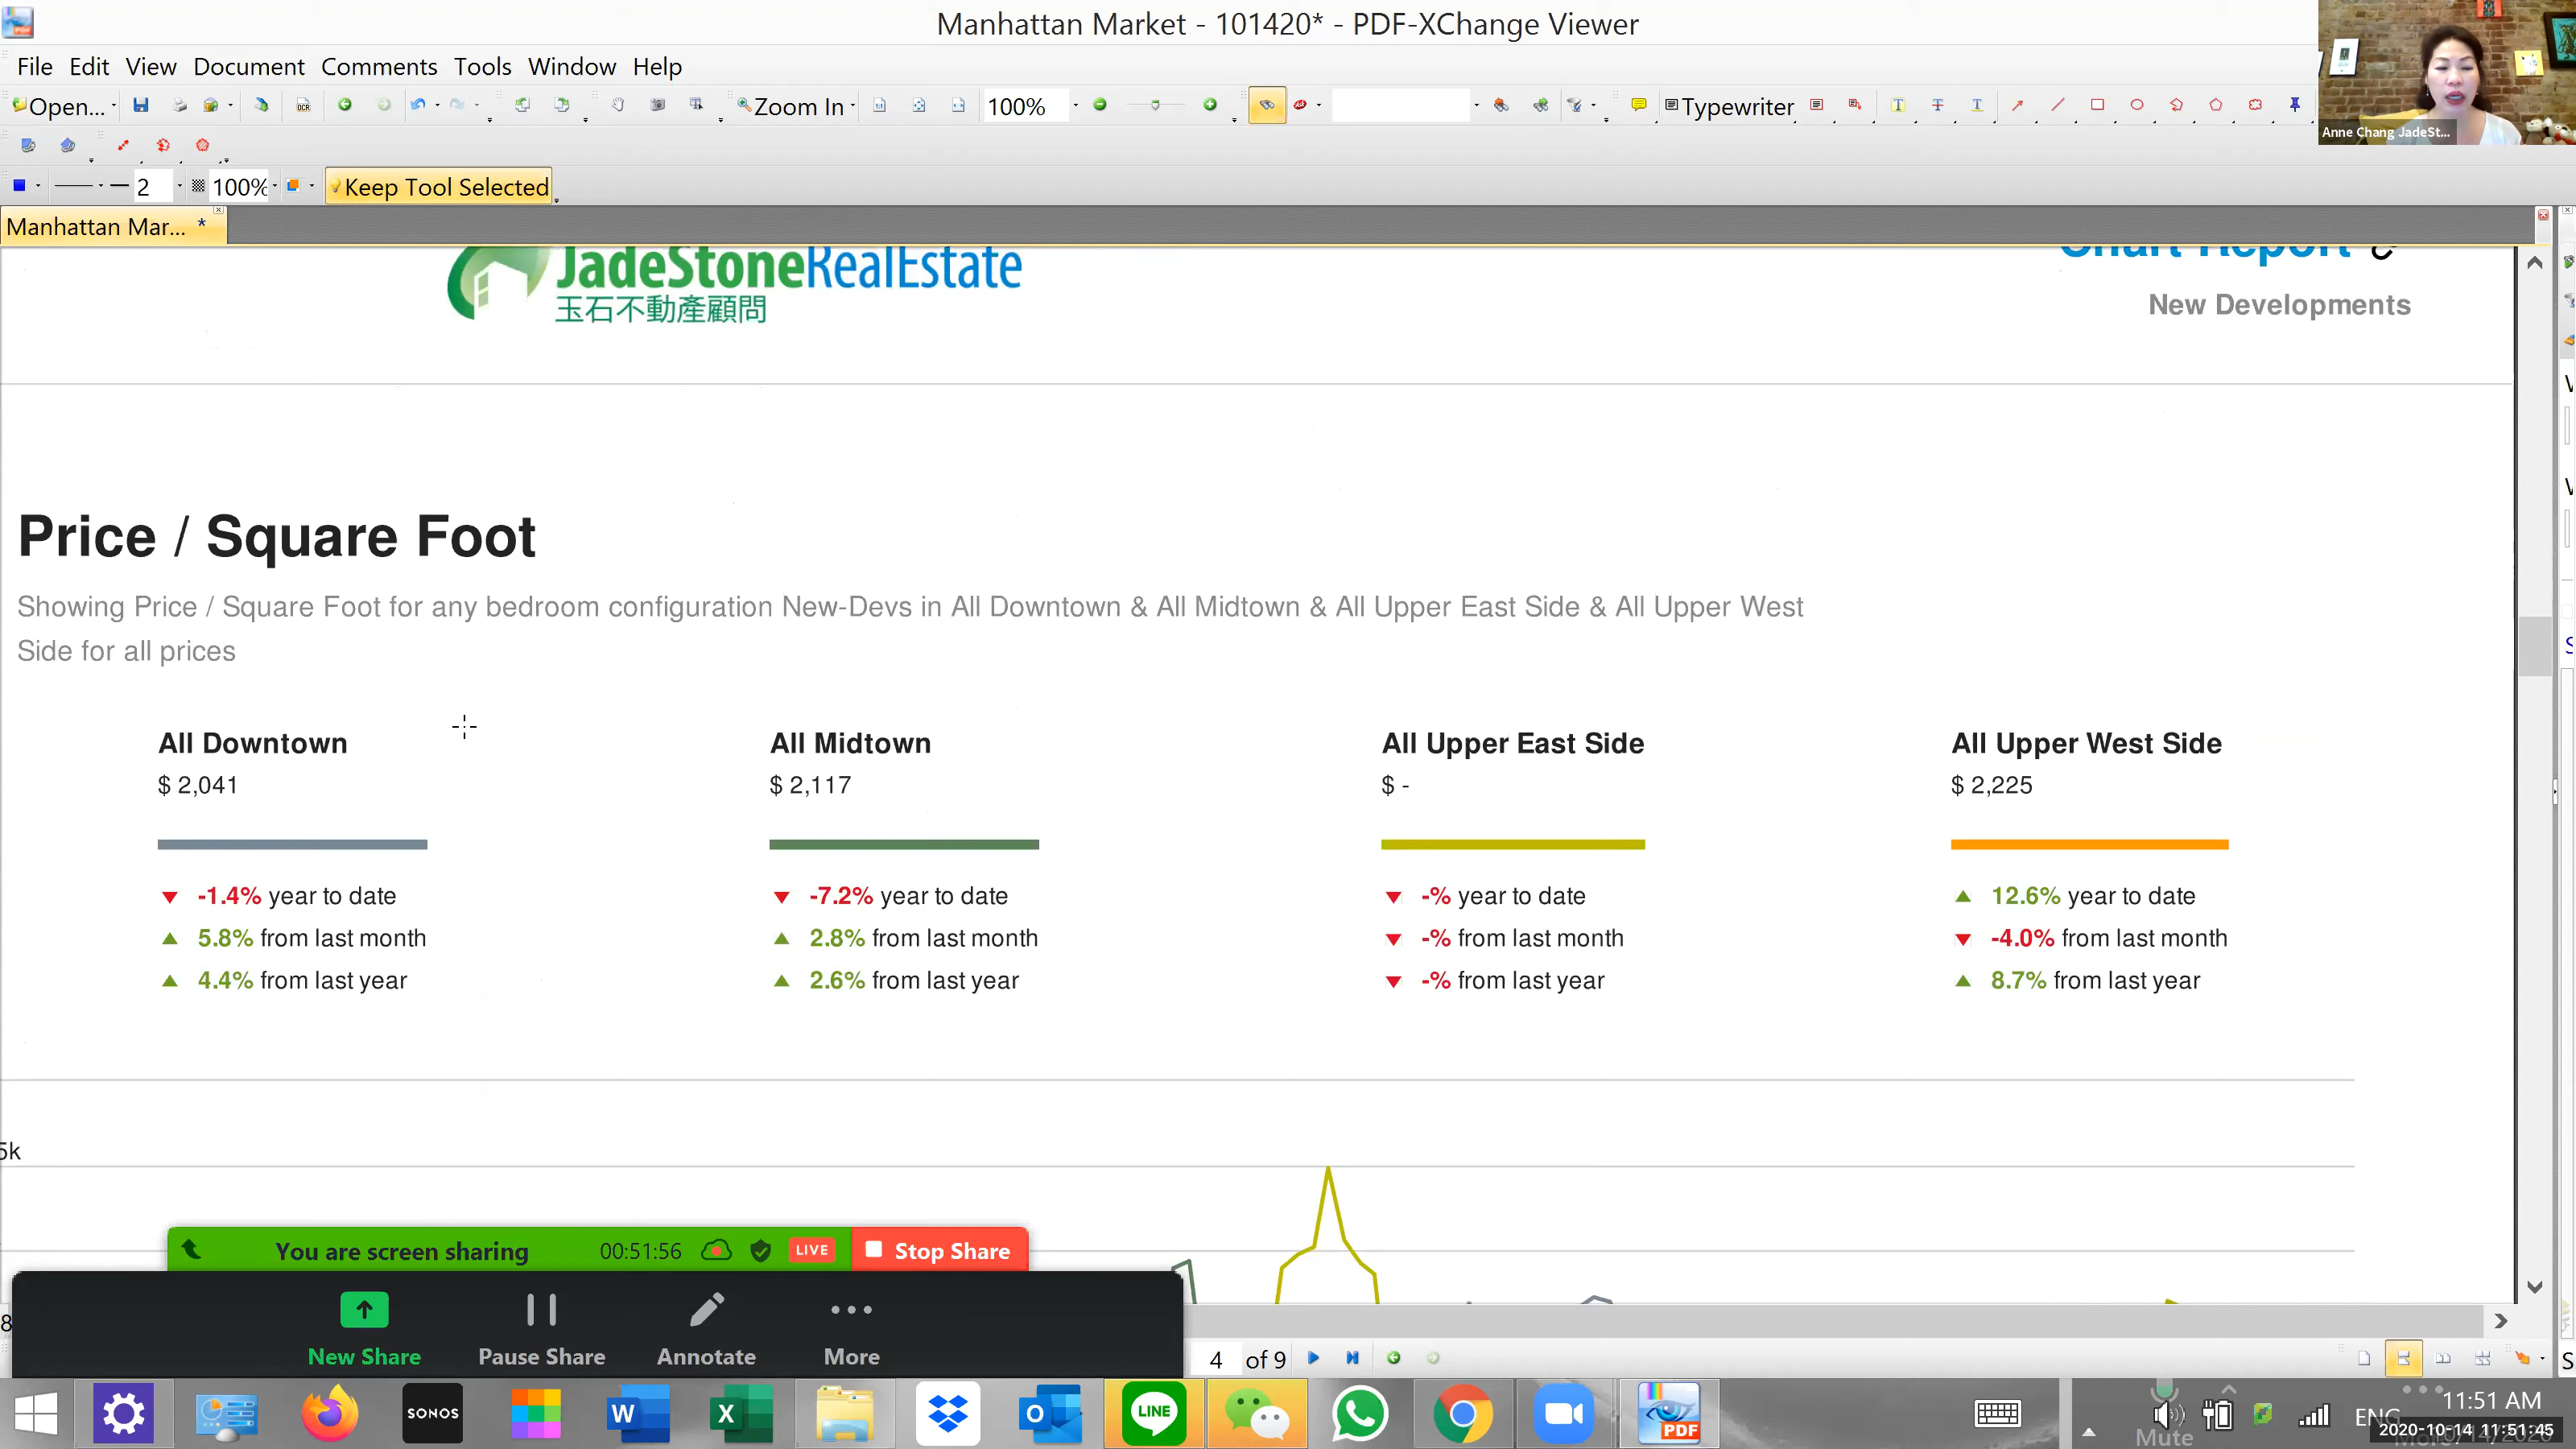 Manhattan Market - 101420* - PDF-XChange Viewer
File Edit View Document Comments Tools Window Help
Open... OCR Zoom In 100% Typewriter
2 100% Keep Tool Selected
Anne Chang JadeSt...
Manhattan Mar... *
JadeStoneRealEstate
玉石不動產顧問
Chart Report
New Developments
Price / Square Foot
Showing Price / Square Foot for any bedroom configuration New-Devs in All Downtown & All Midtown & All Upper East Side & All Upper West
Side for all prices
All Downtown
$ 2,041
-1.4% year to date
5.8% from last month
4.4% from last year
All Midtown
$ 2,117
-7.2% year to date
2.8% from last month
2.6% from last year
All Upper East Side
$ -
-% year to date
-% from last month
-% from last year
All Upper West Side
$ 2,225
12.6% year to date
-4.0% from last month
8.7% from last year
5k
You are screen sharing 00:51:56 LIVE Stop Share
New Share Pause Share Annotate More
4 of 9
SONOS
W
X
O
LINE
PDF
ENG
11:51 AM
Mute
2020-10-14 11:51:45